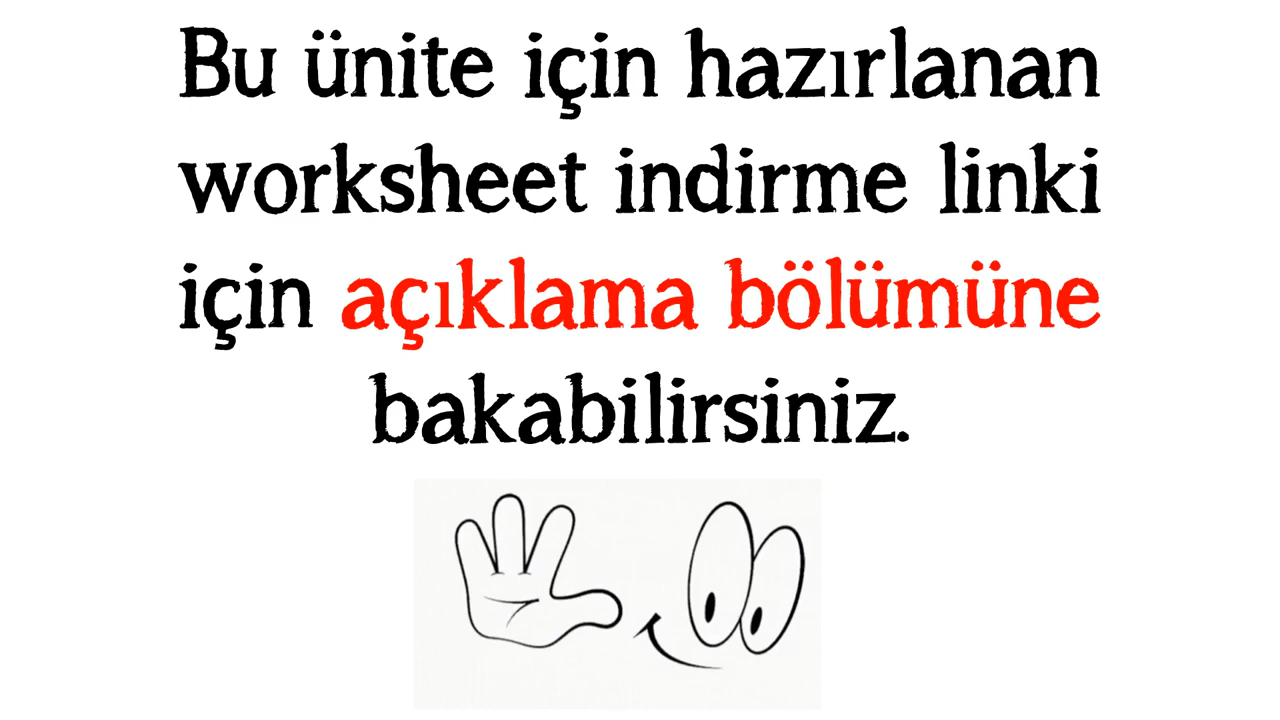 Bu ünite için hazırlanan
worksheet indirme linki
için açıklama bölümüne
bakabilirsiniz.